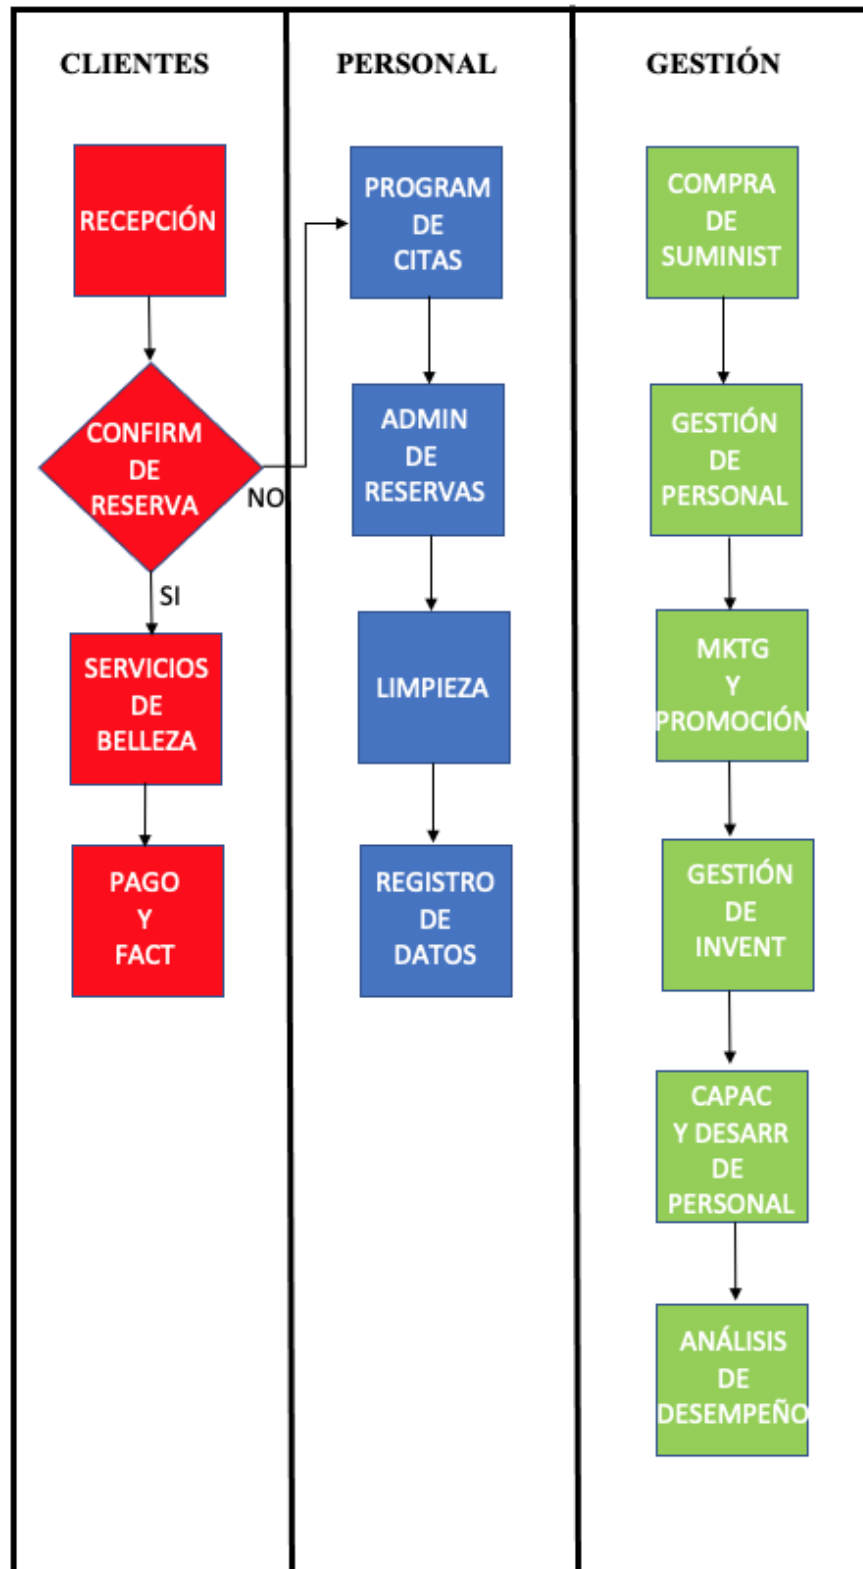 CLIENTES
RECEPCIÓN
CONFIRM
DE
RESERVA
NO
SI
SERVICIOS
DE
BELLEZA
PAGO
Y
FACT
PERSONAL
PROGRAM
DE
CITAS
ADMIN
DE
RESERVAS
LIMPIEZA
REGISTRO
DE
DATOS
GESTIÓN
COMPRA
DE
SUMINIST
GESTIÓN
DE
PERSONAL
MKTG
Y
PROMOCIÓN
GESTIÓN
DE
INVENT
CAPAC
Y DESARR
DE
PERSONAL
ANÁLISIS
DE
DESEMPEÑO